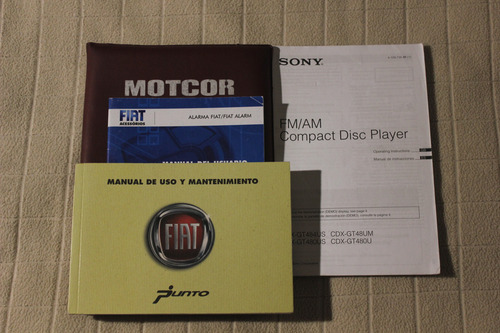 MOTCOR
FIAT
ACCESSORIOS
ALARMA FIAT/FIAT ALARM
MANUAL DEL USUARIO
MANUAL DE USO Y MANTENIMIENTO
FIAT
PUNTO
SONY
FM/AM
Compact Disc Player
Operating Instructions
Manual de instrucciones
CDX-GT48UM
CDX-GT480U